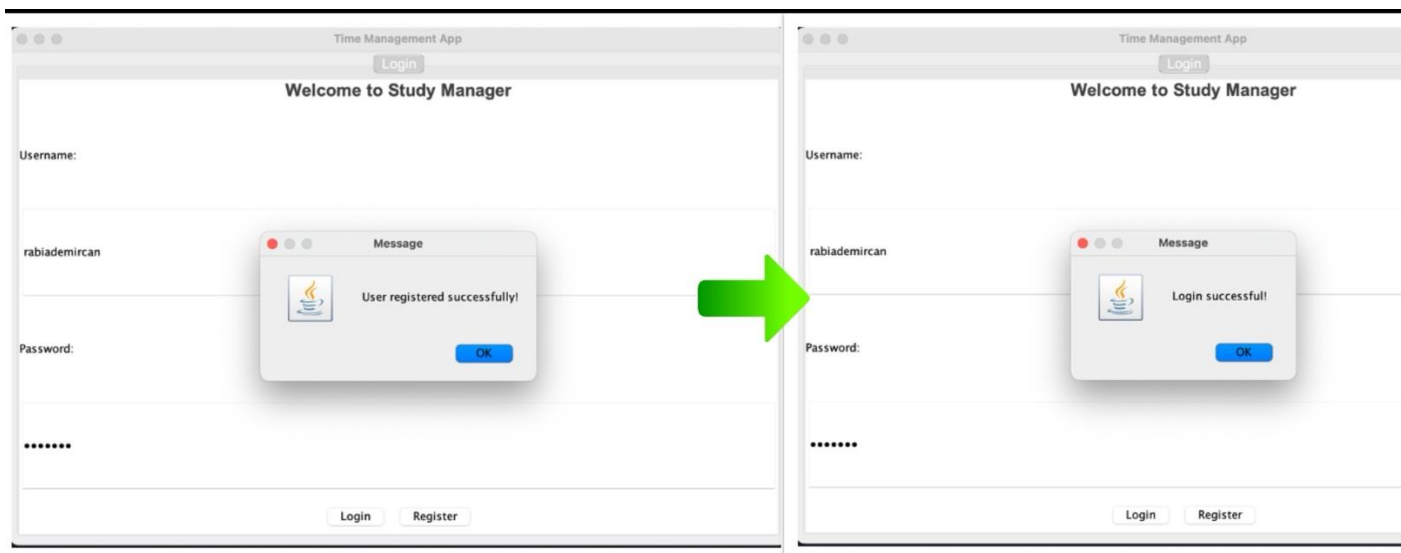 Time Management App
Login
Welcome to Study Manager
Username:
rabiademircan
Message
User registered successfully!
OK
Password:
•••••••
Login Register
Time Management App
Login
Welcome to Study Manager
Username:
rabiademircan
Message
Login successful!
OK
Password:
•••••••
Login Register